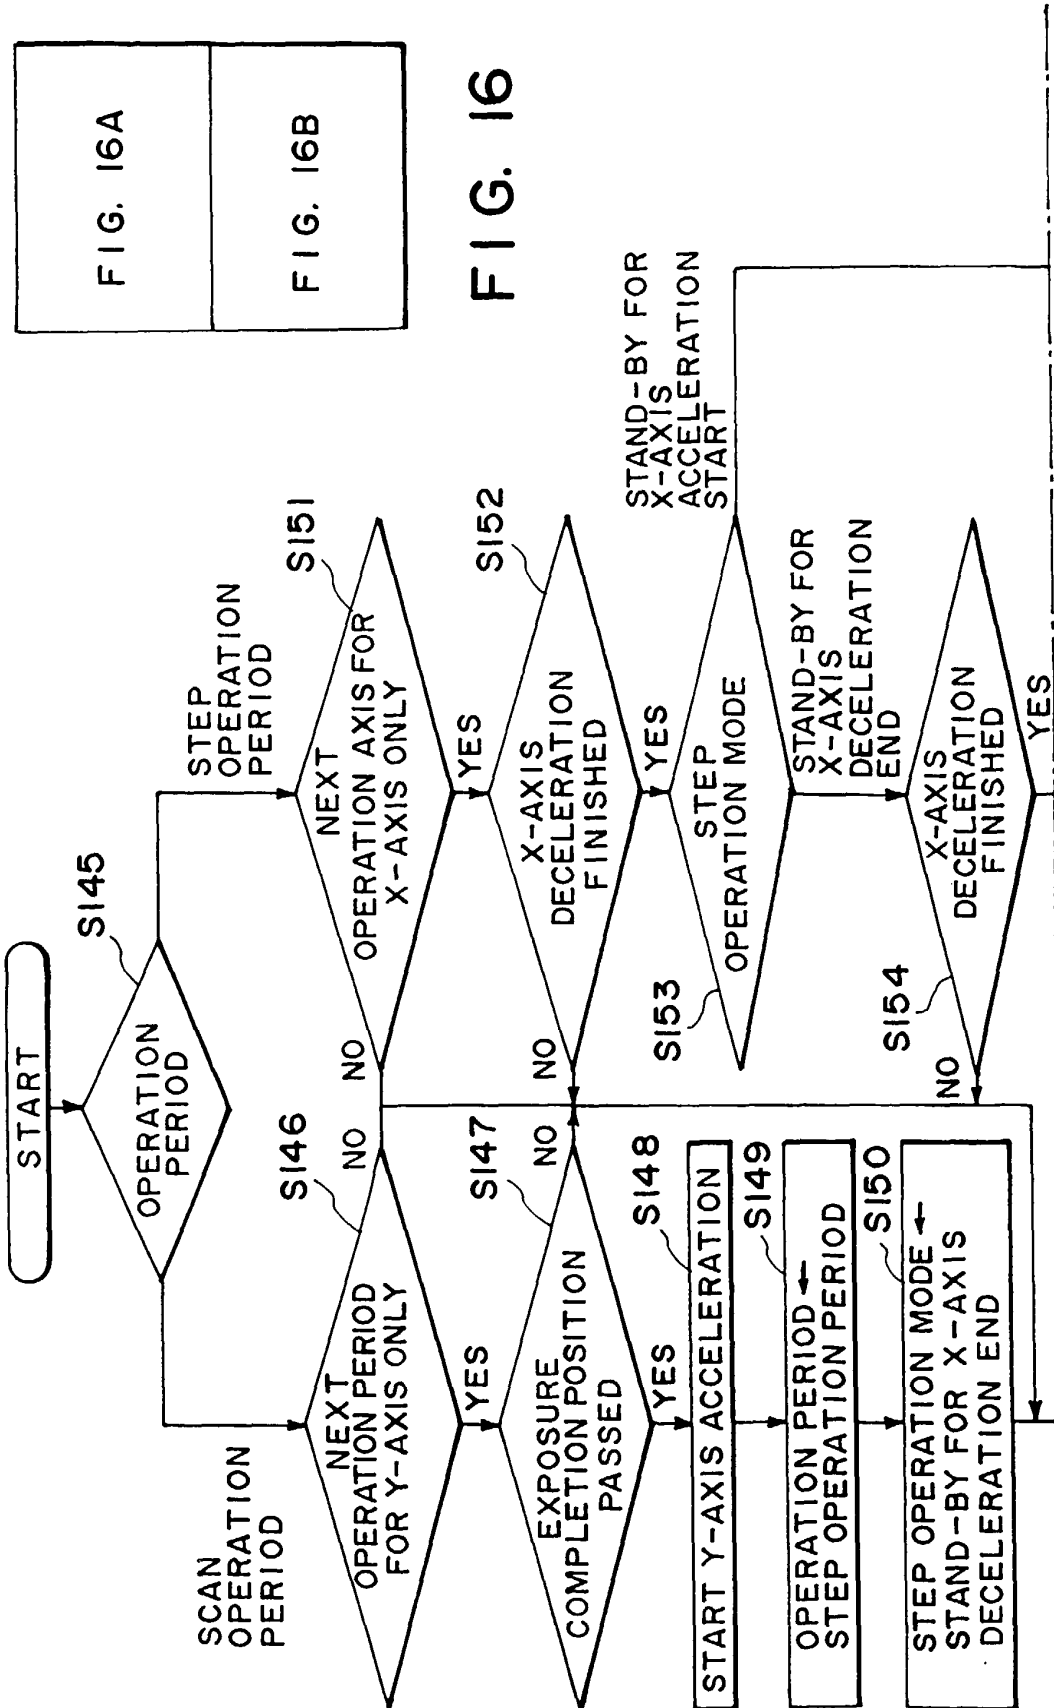 START
OPERATION
PERIOD
S145
SCAN
OPERATION
PERIOD
STEP
OPERATION
PERIOD
NEXT
OPERATION PERIOD
FOR Y-AXIS ONLY
S146
NO
YES
EXPOSURE
COMPLETION POSITION
PASSED
S147
NO
YES
START Y-AXIS ACCELERATION
S148
OPERATION PERIOD ←
STEP OPERATION PERIOD
S149
STEP OPERATION MODE ←
STAND-BY FOR X-AXIS
DECELERATION END
S150
NEXT
OPERATION AXIS FOR
X-AXIS ONLY
S151
NO
YES
X-AXIS
DECELERATION
FINISHED
S152
NO
YES
STEP
OPERATION MODE
S153
STAND-BY FOR
X-AXIS
ACCELERATION
START
STAND-BY FOR
X-AXIS
DECELERATION
END
X-AXIS
DECELERATION
FINISHED
S154
NO
YES
FIG. 16A
FIG. 16B
FIG. 16